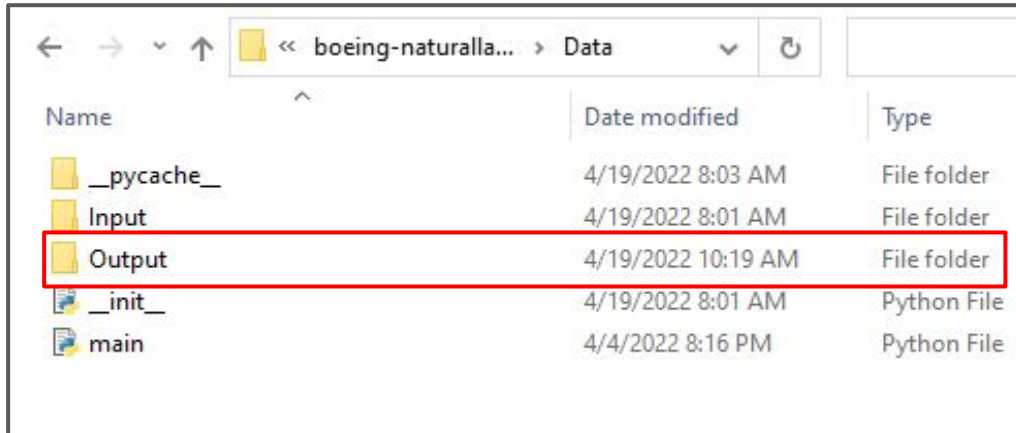 « boeing-naturalla... › Data
Name Date modified Type
__pycache__ 4/19/2022 8:03 AM File folder
Input 4/19/2022 8:01 AM File folder
Output 4/19/2022 10:19 AM File folder
__init__ 4/19/2022 8:01 AM Python File
main 4/4/2022 8:16 PM Python File